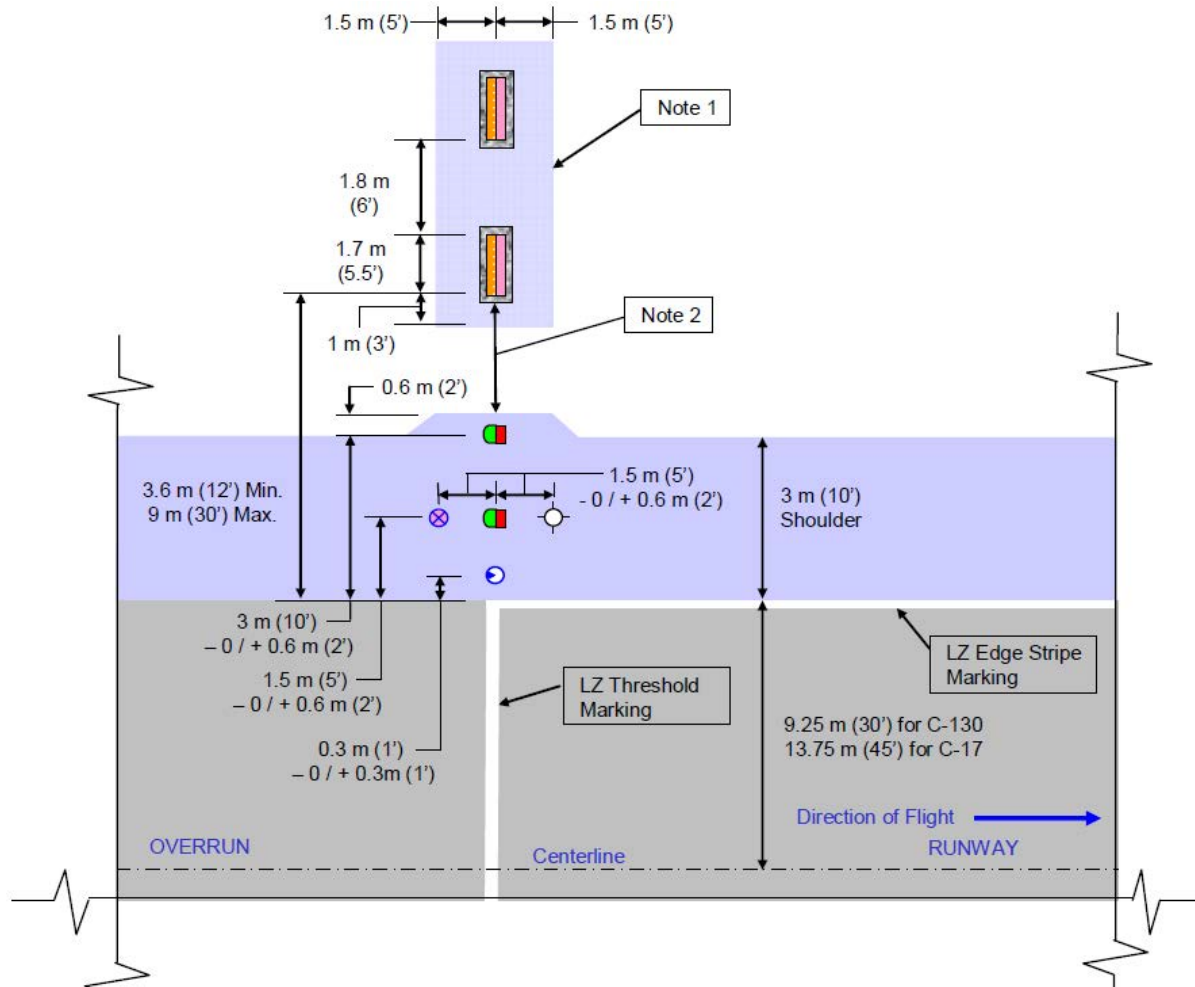 1.5 m (5’)
1.5 m (5’)
Note 1
1.8 m
(6’)
1.7 m
(5.5’)
Note 2
1 m (3’)
0.6 m (2’)
3.6 m (12’) Min.
9 m (30’) Max.
1.5 m (5’)
- 0 / + 0.6 m (2’)
3 m (10’)
Shoulder
3 m (10’)
– 0 / + 0.6 m (2’)
1.5 m (5’)
– 0 / + 0.6 m (2’)
0.3 m (1’)
– 0 / + 0.3m (1’)
LZ Threshold
Marking
LZ Edge Stripe
Marking
9.25 m (30’) for C-130
13.75 m (45’) for C-17
Direction of Flight
OVERRUN
Centerline
RUNWAY